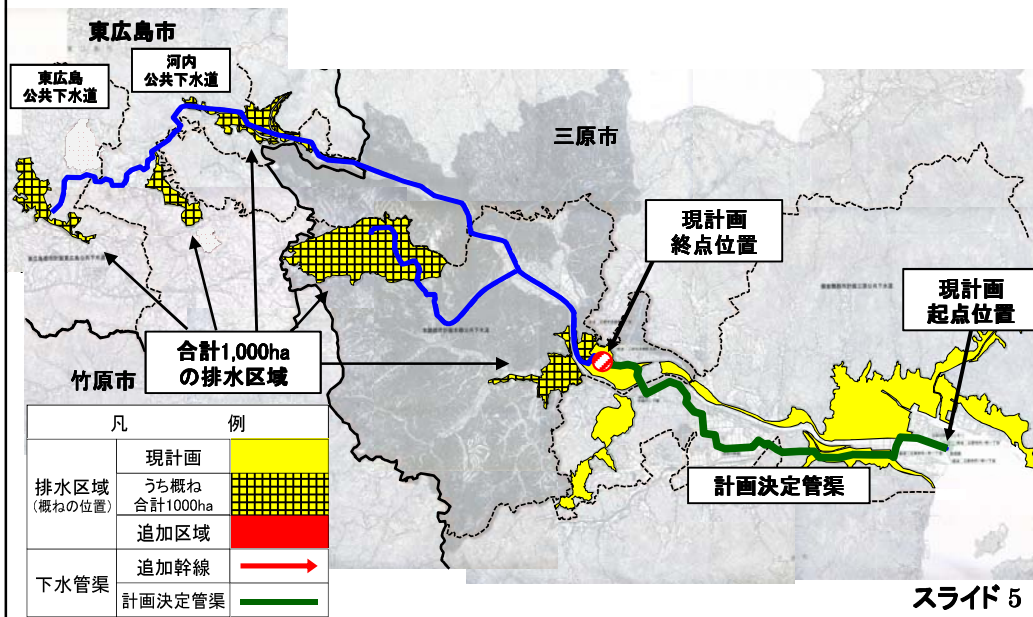 東広島市
河内
公共下水道
東広島
公共下水道
三原市
現計画
終点位置
現計画
起点位置
合計1,000ha
の排水区域
竹原市
計画決定管渠
凡 例
排水区域
(概ねの位置)
現計画
うち概ね
合計1000ha
追加区域
下水管渠
追加幹線
計画決定管渠
スライド 5